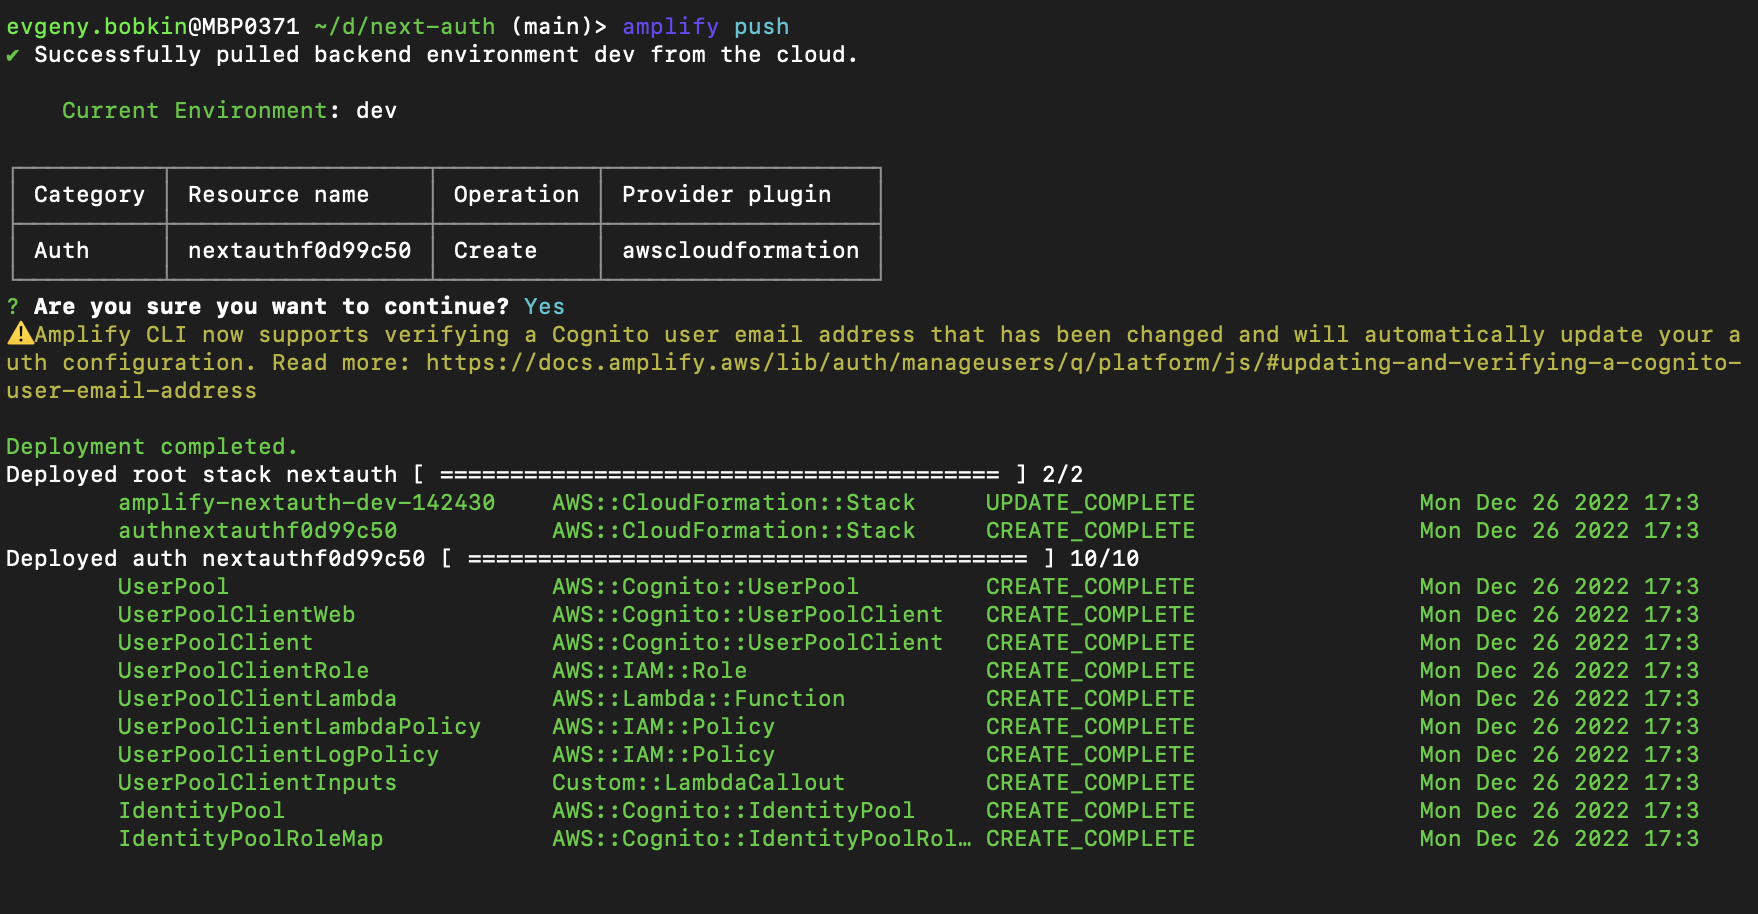 evgeny.bobkin@MBP0371 ~/d/next-auth (main)> amplify push
✔ Successfully pulled backend environment dev from the cloud.
Current Environment: dev
Category Resource name Operation Provider plugin
Auth nextauthf0d99c50 Create awscloudformation
? Are you sure you want to continue? Yes
⚠️Amplify CLI now supports verifying a Cognito user email address that has been changed and will automatically update your a
uth configuration. Read more: https://docs.amplify.aws/lib/auth/manageusers/q/platform/js/#updating-and-verifying-a-cognito-
user-email-address
Deployment completed.
Deployed root stack nextauth [ ======================================== ] 2/2
amplify-nextauth-dev-142430 AWS::CloudFormation::Stack UPDATE_COMPLETE Mon Dec 26 2022 17:3
authnextauthf0d99c50 AWS::CloudFormation::Stack CREATE_COMPLETE Mon Dec 26 2022 17:3
Deployed auth nextauthf0d99c50 [ ======================================== ] 10/10
UserPool AWS::Cognito::UserPool CREATE_COMPLETE Mon Dec 26 2022 17:3
UserPoolClientWeb AWS::Cognito::UserPoolClient CREATE_COMPLETE Mon Dec 26 2022 17:3
UserPoolClient AWS::Cognito::UserPoolClient CREATE_COMPLETE Mon Dec 26 2022 17:3
UserPoolClientRole AWS::IAM::Role CREATE_COMPLETE Mon Dec 26 2022 17:3
UserPoolClientLambda AWS::Lambda::Function CREATE_COMPLETE Mon Dec 26 2022 17:3
UserPoolClientLambdaPolicy AWS::IAM::Policy CREATE_COMPLETE Mon Dec 26 2022 17:3
UserPoolClientLogPolicy AWS::IAM::Policy CREATE_COMPLETE Mon Dec 26 2022 17:3
UserPoolClientInputs Custom::LambdaCallout CREATE_COMPLETE Mon Dec 26 2022 17:3
IdentityPool AWS::Cognito::IdentityPool CREATE_COMPLETE Mon Dec 26 2022 17:3
IdentityPoolRoleMap AWS::Cognito::IdentityPoolRol… CREATE_COMPLETE Mon Dec 26 2022 17:3